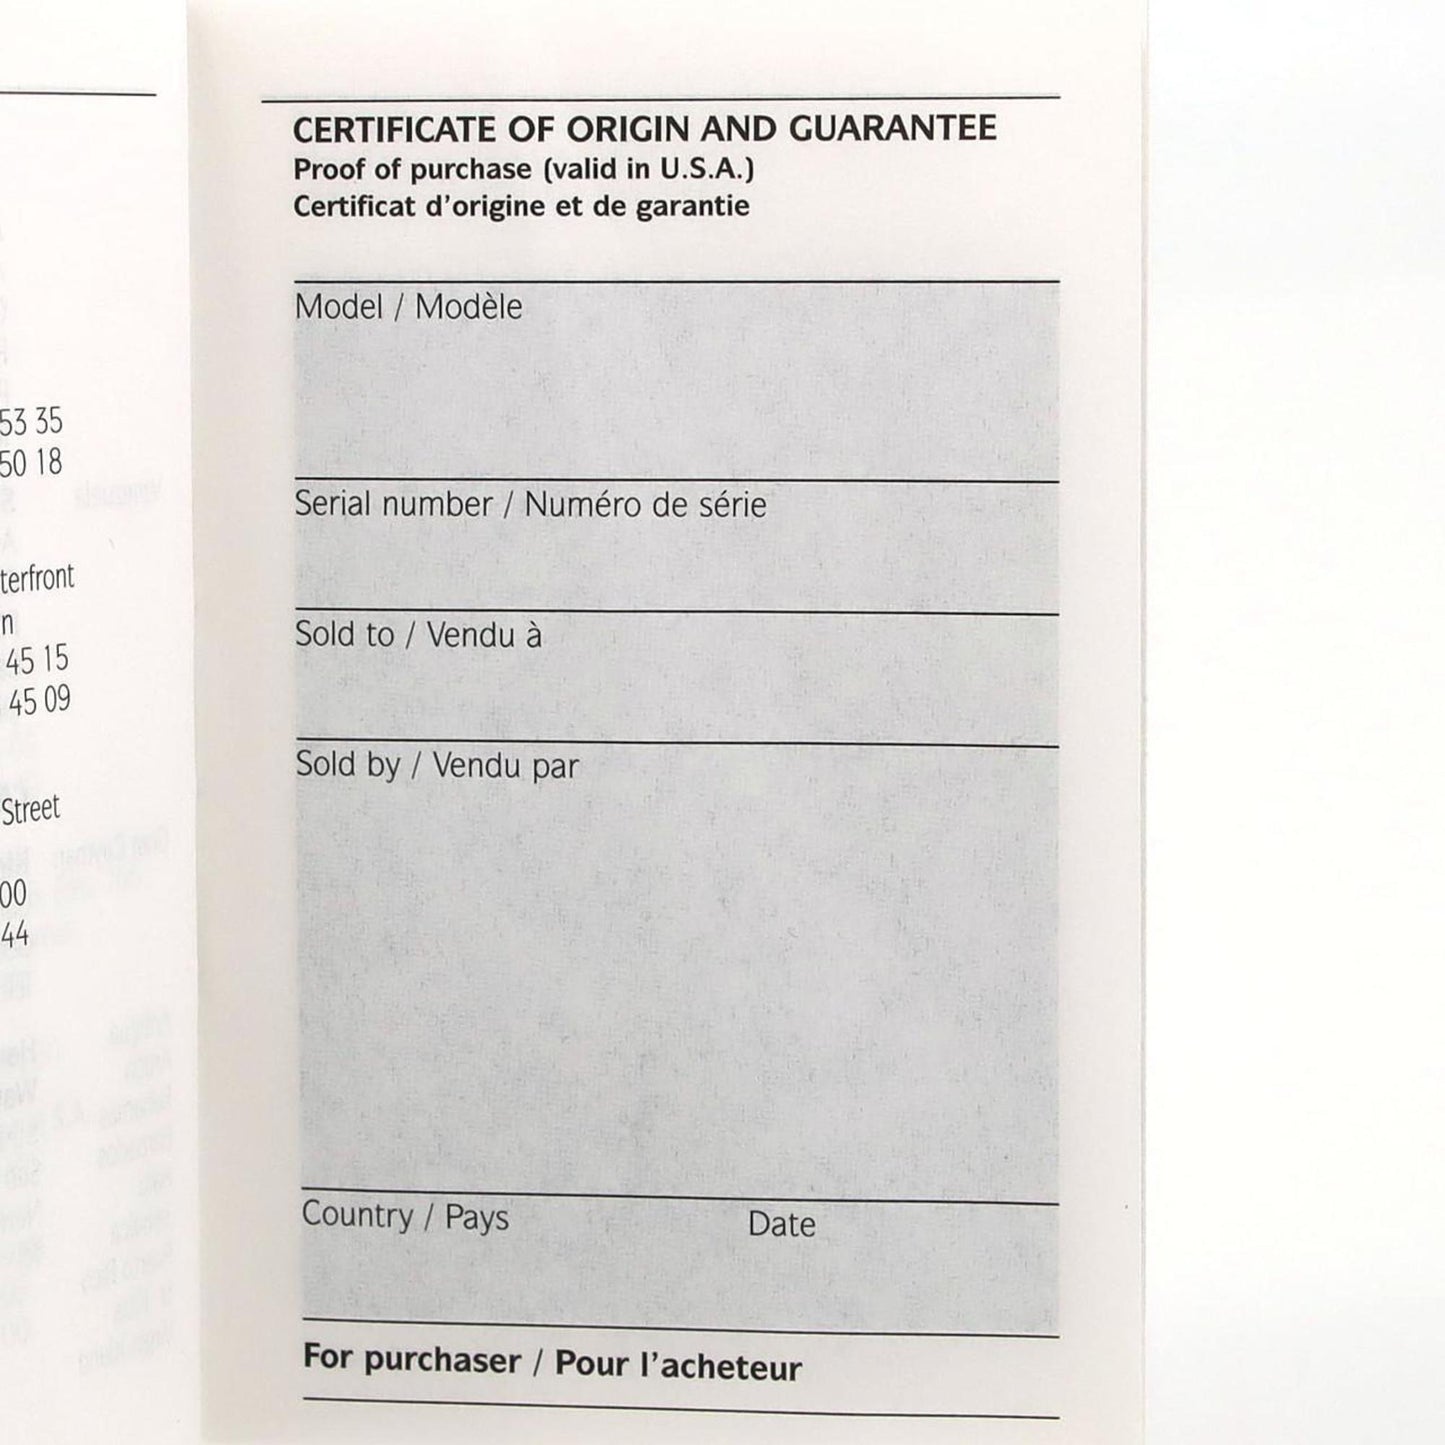 53 35
50 18
terfront
n
45 15
45 09
Street
00
44
CERTIFICATE OF ORIGIN AND GUARANTEE
Proof of purchase (valid in U.S.A.)
Certificat d'origine et de garantie
Model / Modèle
Serial number / Numéro de série
Sold to / Vendu à
Sold by / Vendu par
Country / Pays Date
For purchaser / Pour l'acheteur